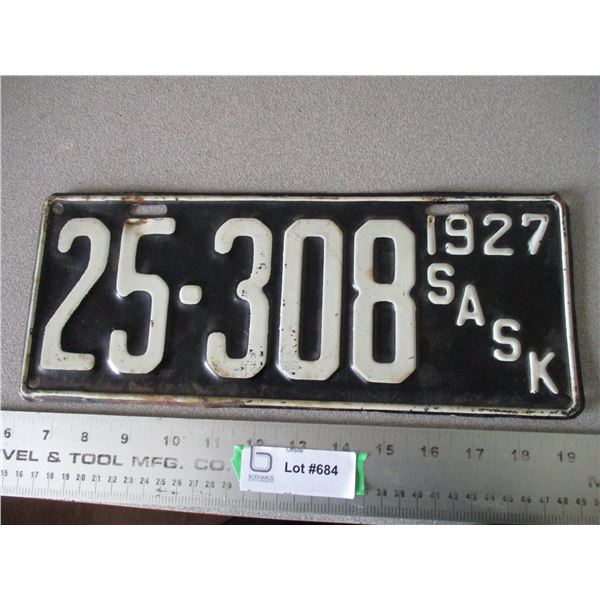 25-308
1927
SASK
6 7 8 9 10 11 12 13 14 15 16 17 18 19
VEL & TOOL MFG. CO.
Lot #684